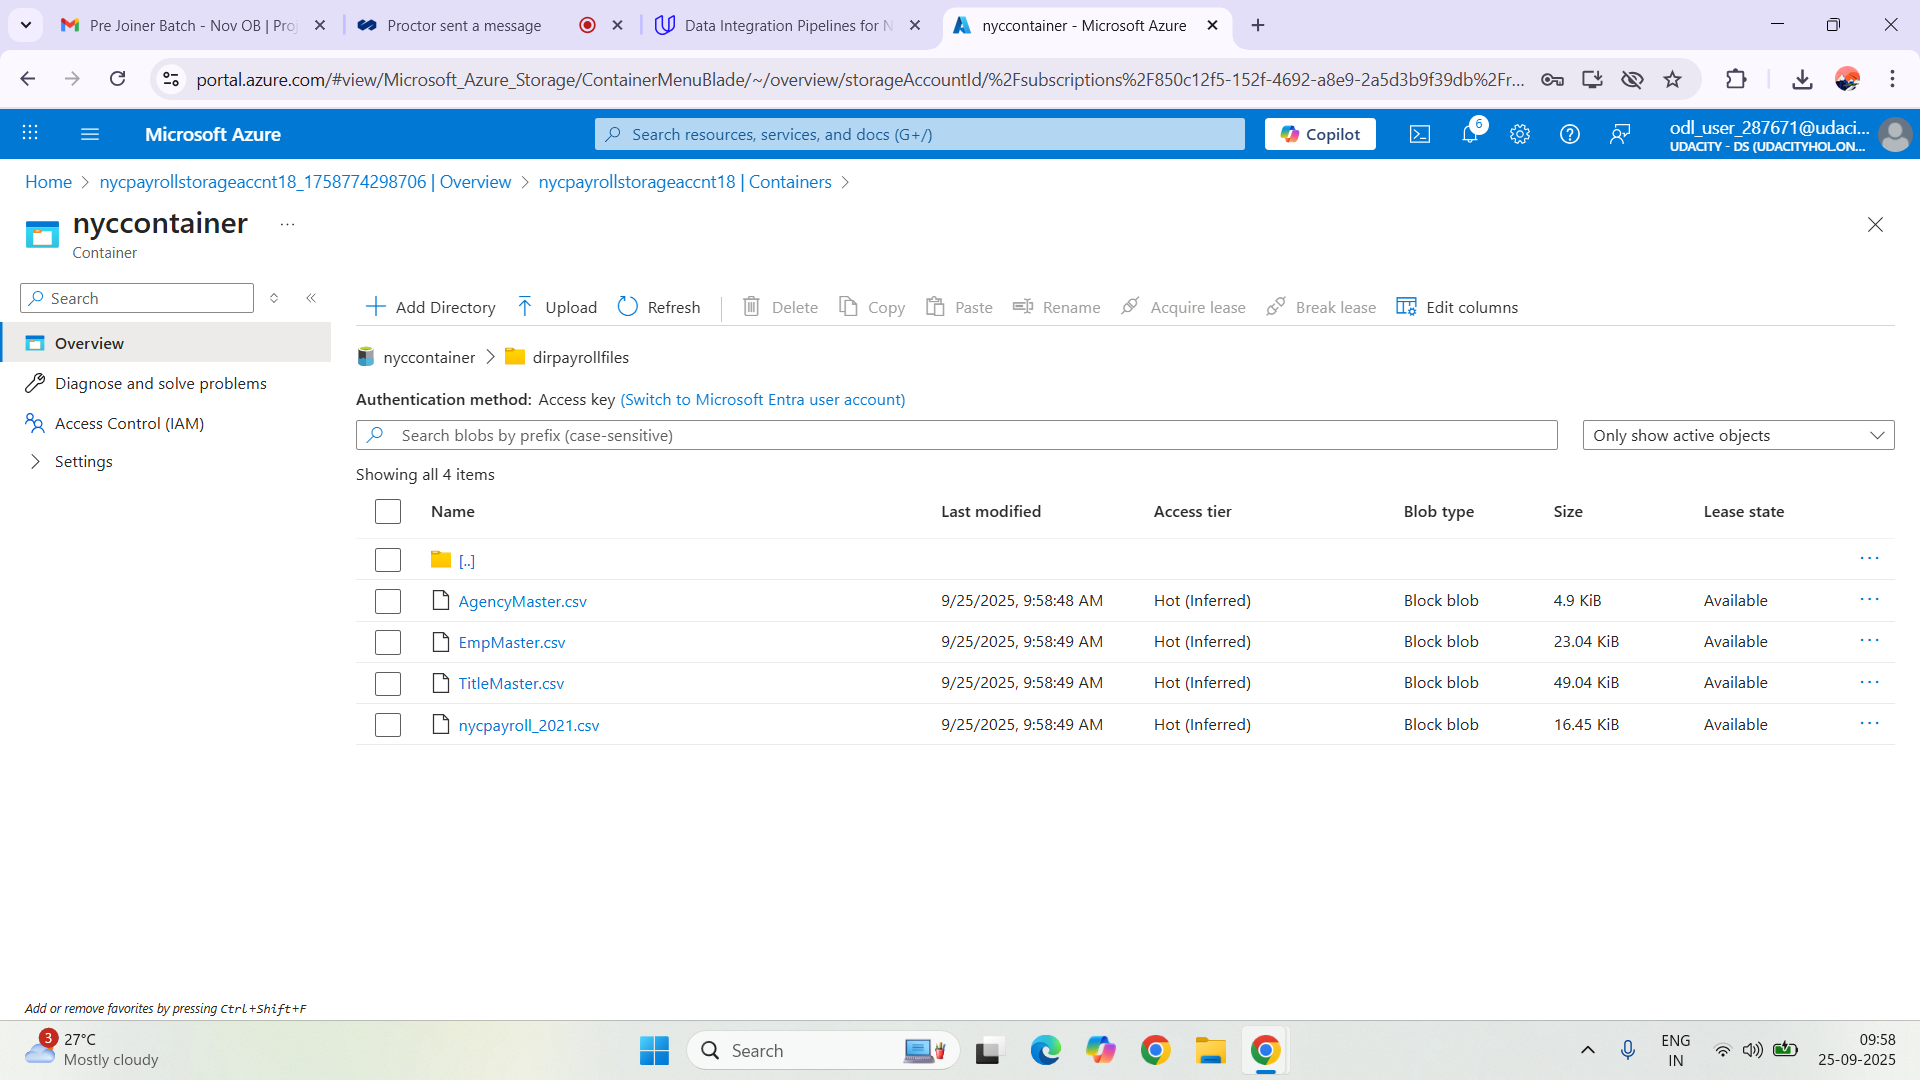 Pre Joiner Batch - Nov OB | Proj
Proctor sent a message
Data Integration Pipelines for N
nyccontainer - Microsoft Azure
portal.azure.com/#view/Microsoft_Azure_Storage/ContainerMenuBlade/~/overview/storageAccountId/%2Fsubscriptions%2F850c12f5-152f-4692-a8e9-2a5d3b9f39db%2Fr...
Microsoft Azure
Search resources, services, and docs (G+/)
Copilot
6
odl_user_287671@udaci...
UDACITY - DS (UDACITYHOL.ON...
Home > nycpayrollstorageaccnt18_1758774298706 | Overview > nycpayrollstorageaccnt18 | Containers >
nyccontainer ...
Container
Search
Overview
Diagnose and solve problems
Access Control (IAM)
Settings
Add Directory Upload Refresh Delete Copy Paste Rename Acquire lease Break lease Edit columns
nyccontainer > dirpayrollfiles
Authentication method: Access key (Switch to Microsoft Entra user account)
Search blobs by prefix (case-sensitive)
Only show active objects
Showing all 4 items
Name Last modified Access tier Blob type Size Lease state
[..] ...
AgencyMaster.csv 9/25/2025, 9:58:48 AM Hot (Inferred) Block blob 4.9 KiB Available ...
EmpMaster.csv 9/25/2025, 9:58:49 AM Hot (Inferred) Block blob 23.04 KiB Available ...
TitleMaster.csv 9/25/2025, 9:58:49 AM Hot (Inferred) Block blob 49.04 KiB Available ...
nycpayroll_2021.csv 9/25/2025, 9:58:49 AM Hot (Inferred) Block blob 16.45 KiB Available ...
Add or remove favorites by pressing Ctrl+Shift+F
3
27°C
Mostly cloudy
Search
ENG
IN
09:58
25-09-2025